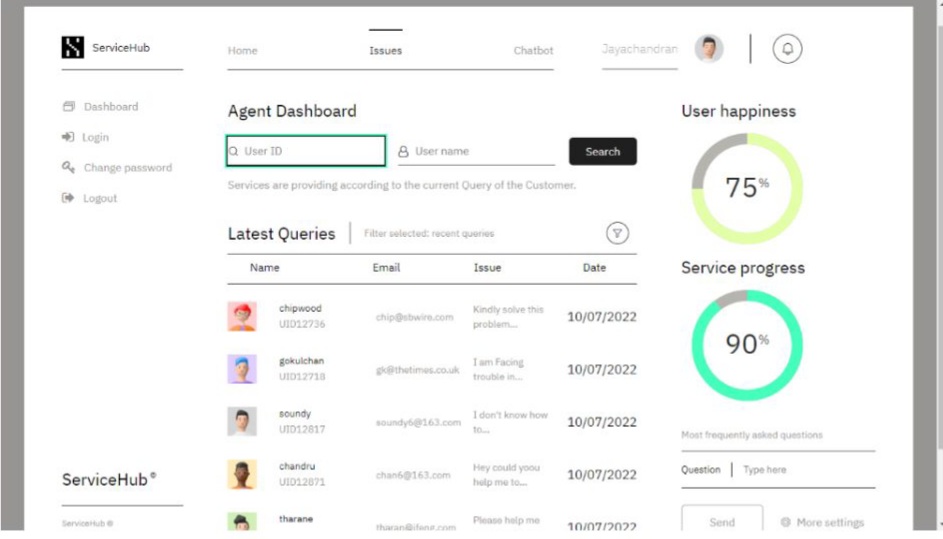 ServiceHub
Home
Issues
Chatbot
Jayachandran
Dashboard
Login
Change password
Logout
Agent Dashboard
User ID
User name
Search
Services are providing according to the current Query of the Customer.
Latest Queries
Filter selected: recent queries
Name Email Issue Date
chipwood
UID12736
chip@sbwire.com
Kindly solve this
problem...
10/07/2022
gokulchan
UID12718
gk@thetimes.co.uk
I am Facing
trouble in...
10/07/2022
soundy
UID12817
soundy6@163.com
I don't know how
to...
10/07/2022
chandru
UID12871
chan6@163.com
Hey could yoou
help me to...
10/07/2022
tharane
tharan@ifeng.com
Please help me
10/07/2022
User happiness
75%
Service progress
90%
Most frequently asked questions
Question
Type here
Send
More settings
ServiceHub ®
ServiceHub ®